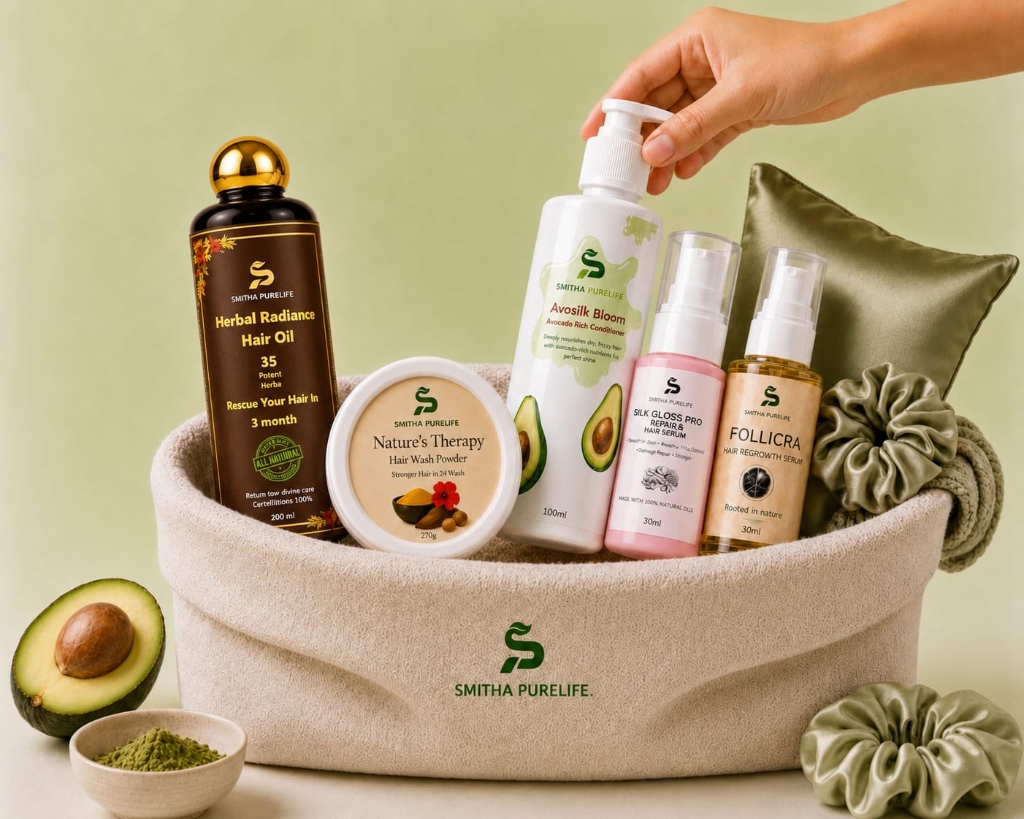 SMITHA PURELIFE
Herbal Radiance
Hair Oil
35
Potent
Herba
Rescue Your Hair In
3 month
ALL NATURAL
Return tow divine care
200 ml
SMITHA PURELIFE
Nature's Therapy
Hair Wash Powder
Stronger Hair in 24 Wash
270g
SMITHA PURELIFE
Avosilk Bloom
Avocado Rich Conditioner
Deeply nourishes dry, frizzy hair
with avocado-rich nutrients for
perfect shine.
100ml
SMITHA PURELIFE
SILK GLOSS PRO
REPAIR &
HAIR SERUM
Damage Repair • Stronger
MADE WITH 100% NATURAL OILS
30ml
SMITHA PURELIFE
FOLLICRA
HAIR REGROWTH SERUM
Rooted in nature
30ml
SMITHA PURELIFE.